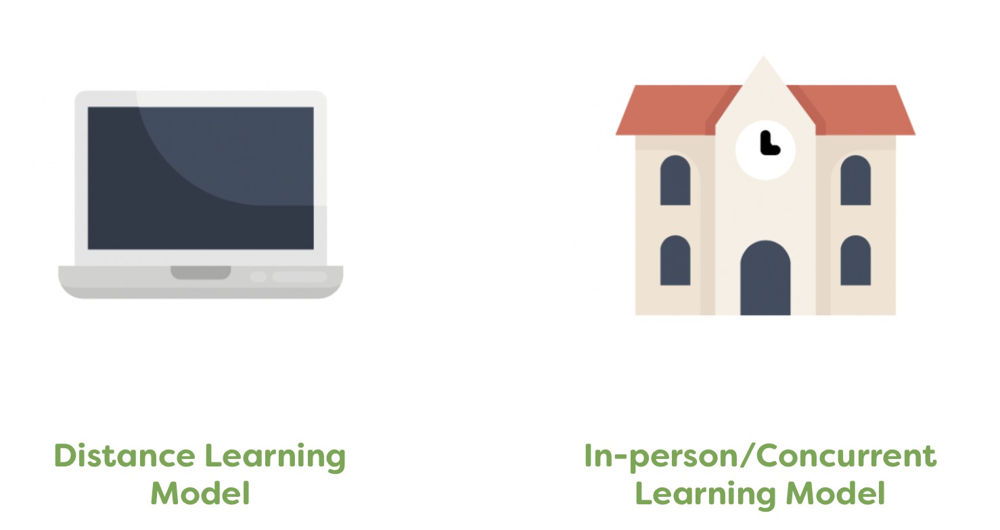 Distance Learning
Model
In-person/Concurrent
Learning Model